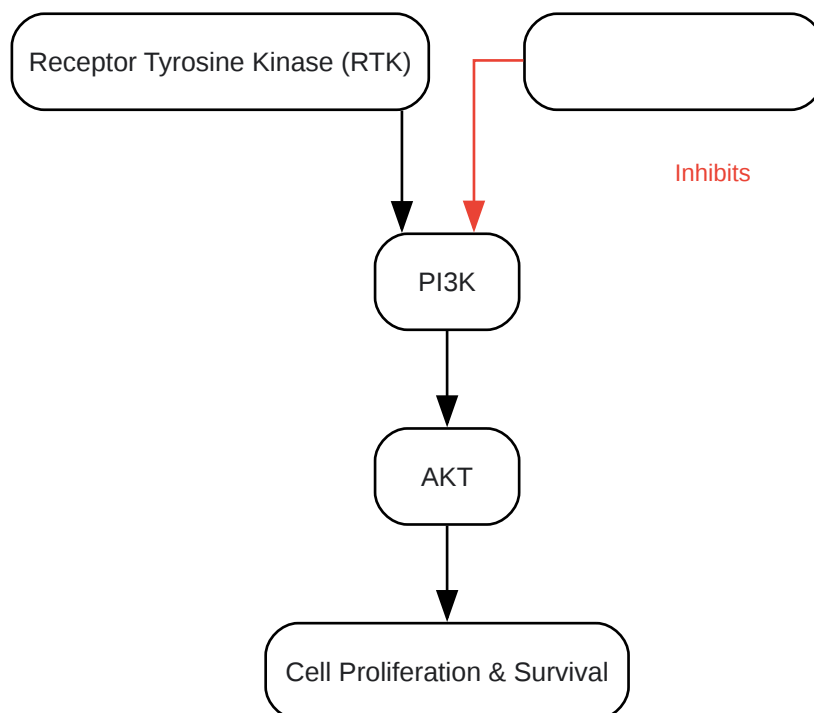 Receptor Tyrosine Kinase (RTK)
Inhibits
PI3K
AKT
Cell Proliferation & Survival